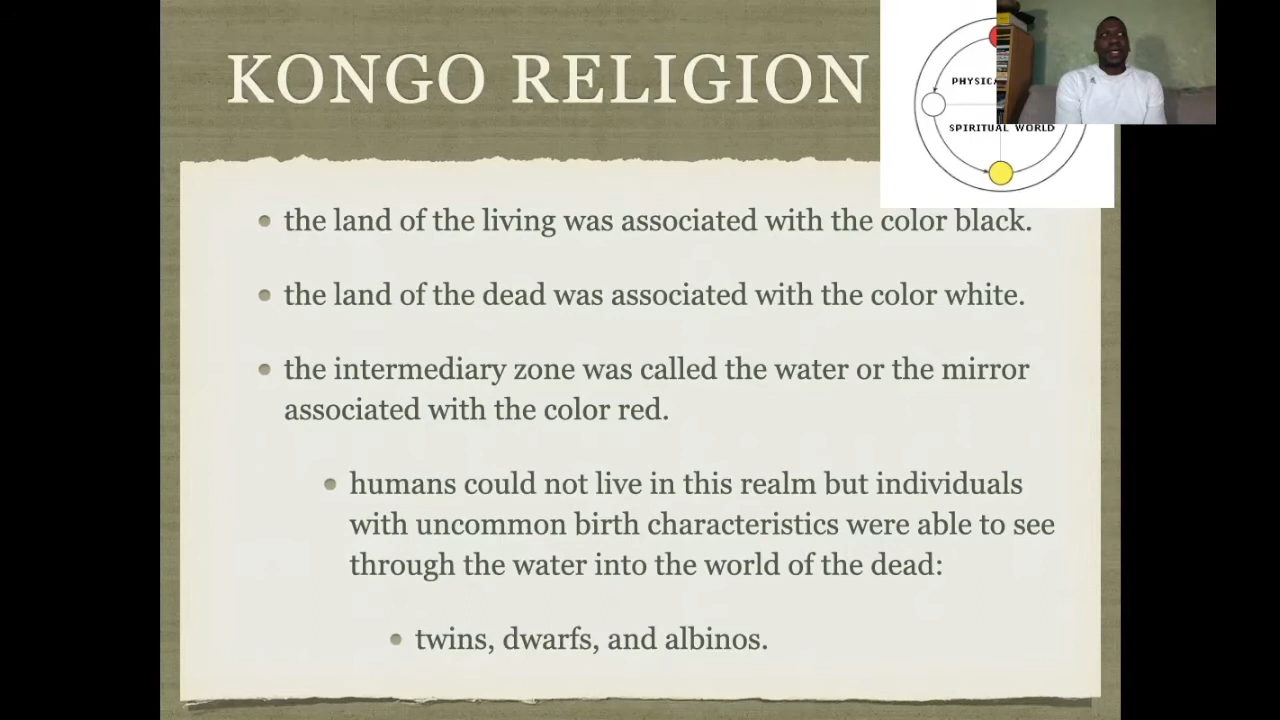 KONGO RELIGION
SPIRITUAL WORLD
the land of the living was associated with the color black.
the land of the dead was associated with the color white.
the intermediary zone was called the water or the mirror
associated with the color red.
humans could not live in this realm but individuals
with uncommon birth characteristics were able to see
through the water into the world of the dead:
twins, dwarfs, and albinos.